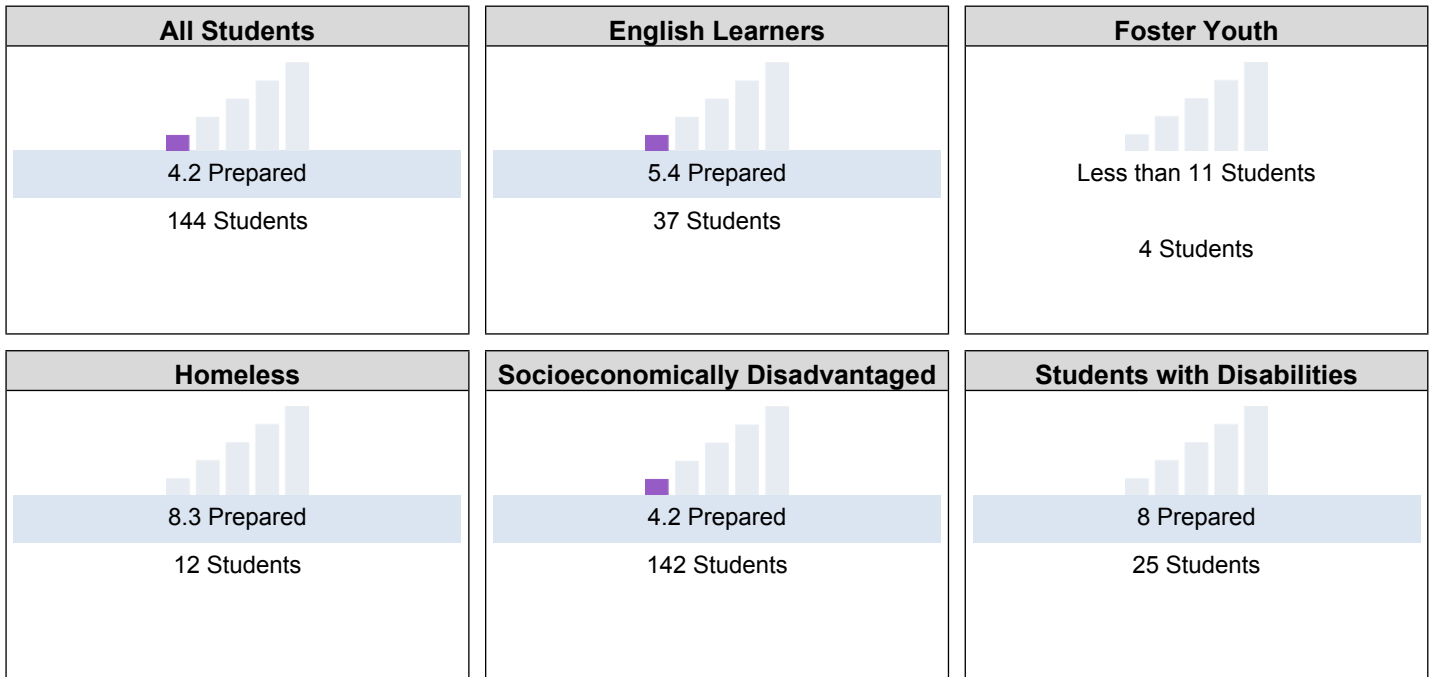 All Students
4.2 Prepared
144 Students
English Learners
5.4 Prepared
37 Students
Foster Youth
Less than 11 Students
4 Students
Homeless
8.3 Prepared
12 Students
Socioeconomically Disadvantaged
4.2 Prepared
142 Students
Students with Disabilities
8 Prepared
25 Students